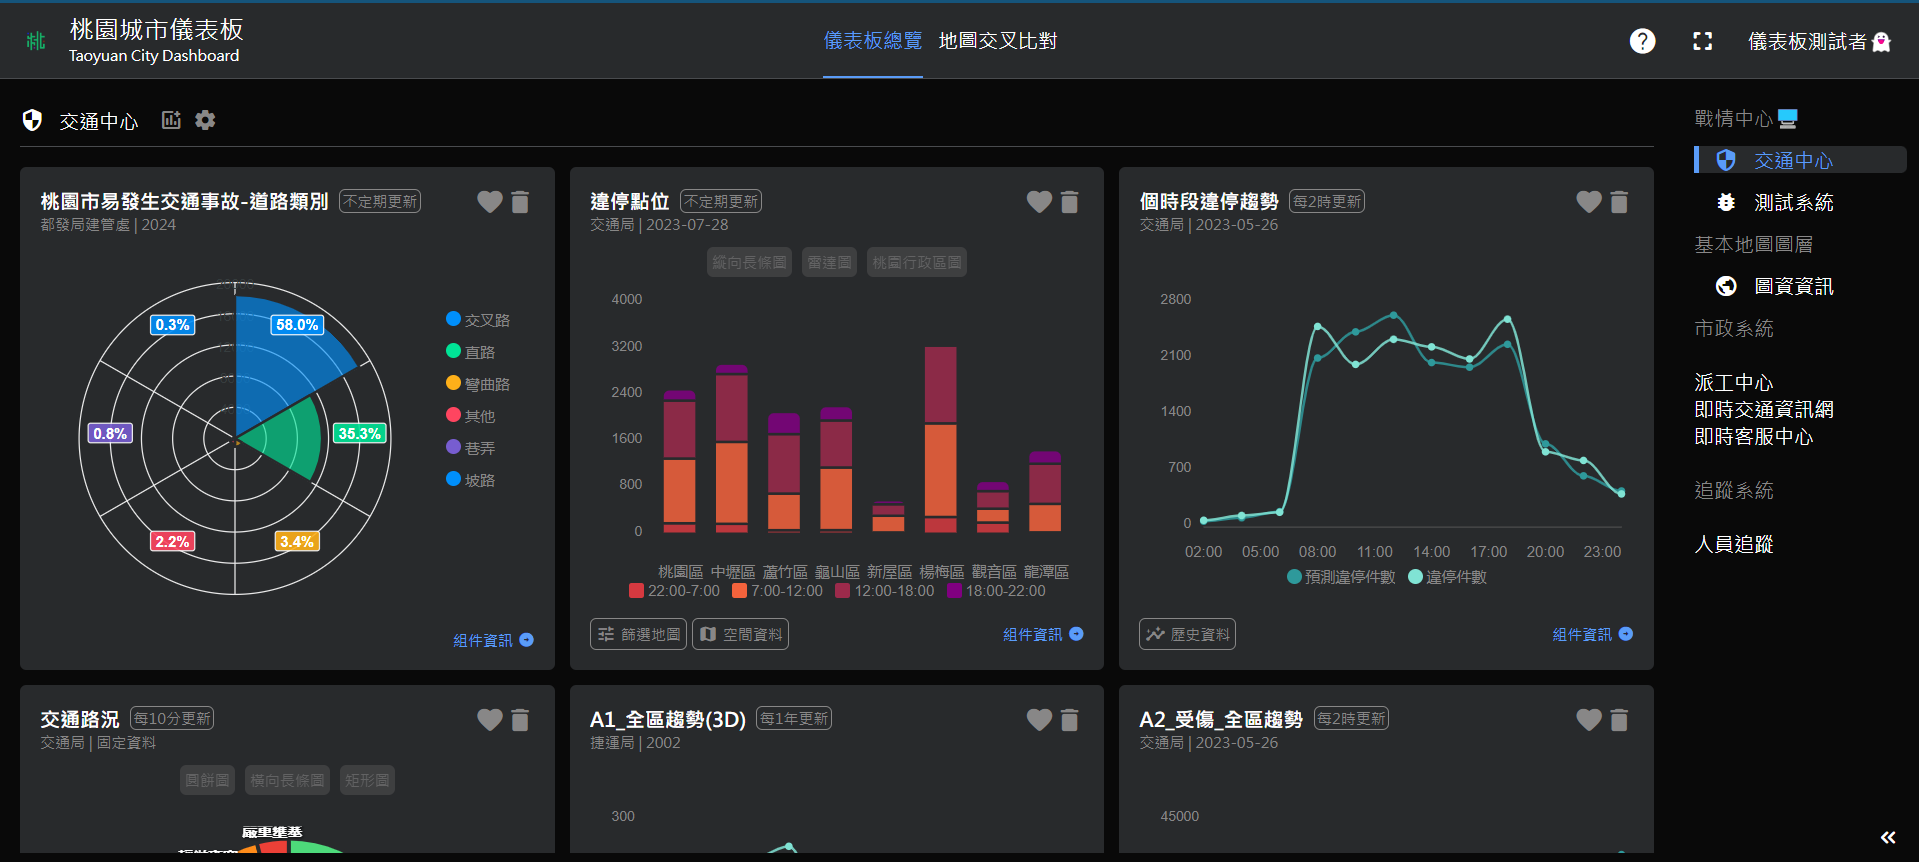 桃園城市儀表板
Taoyuan City Dashboard
儀表板總覽 地圖交叉比對
儀表板測試者
交通中心
桃園市易發生交通事故-道路類別 不定期更新
都發局建管處 | 2024
0.3%
58.0%
0.8%
35.3%
2.2%
3.4%
交叉路
直路
彎曲路
其他
巷弄
坡路
組件資訊
違停點位 不定期更新
交通局 | 2023-07-28
縱向長條圖 雷達圖 桃園行政區圖
4000
3200
2400
1600
800
0
桃園區 中壢區 蘆竹區 龜山區 新屋區 楊梅區 觀音區 龍潭區
22:00-7:00 7:00-12:00 12:00-18:00 18:00-22:00
篩選地圖 空間資料
組件資訊
個時段違停趨勢 每2時更新
交通局 | 2023-05-26
2800
2100
1400
700
0
02:00 05:00 08:00 11:00 14:00 17:00 20:00 23:00
預測違停件數 違停件數
歷史資料
組件資訊
交通路況 每10分更新
交通局 | 固定資料
圓餅圖 橫向長條圖 矩形圖
A1_全區趨勢(3D) 每1年更新
捷運局 | 2002
300
A2_受傷_全區趨勢 每2時更新
交通局 | 2023-05-26
45000
戰情中心
交通中心
測試系統
基本地圖圖層
圖資資訊
市政系統
派工中心
即時交通資訊網
即時客服中心
追蹤系統
人員追蹤